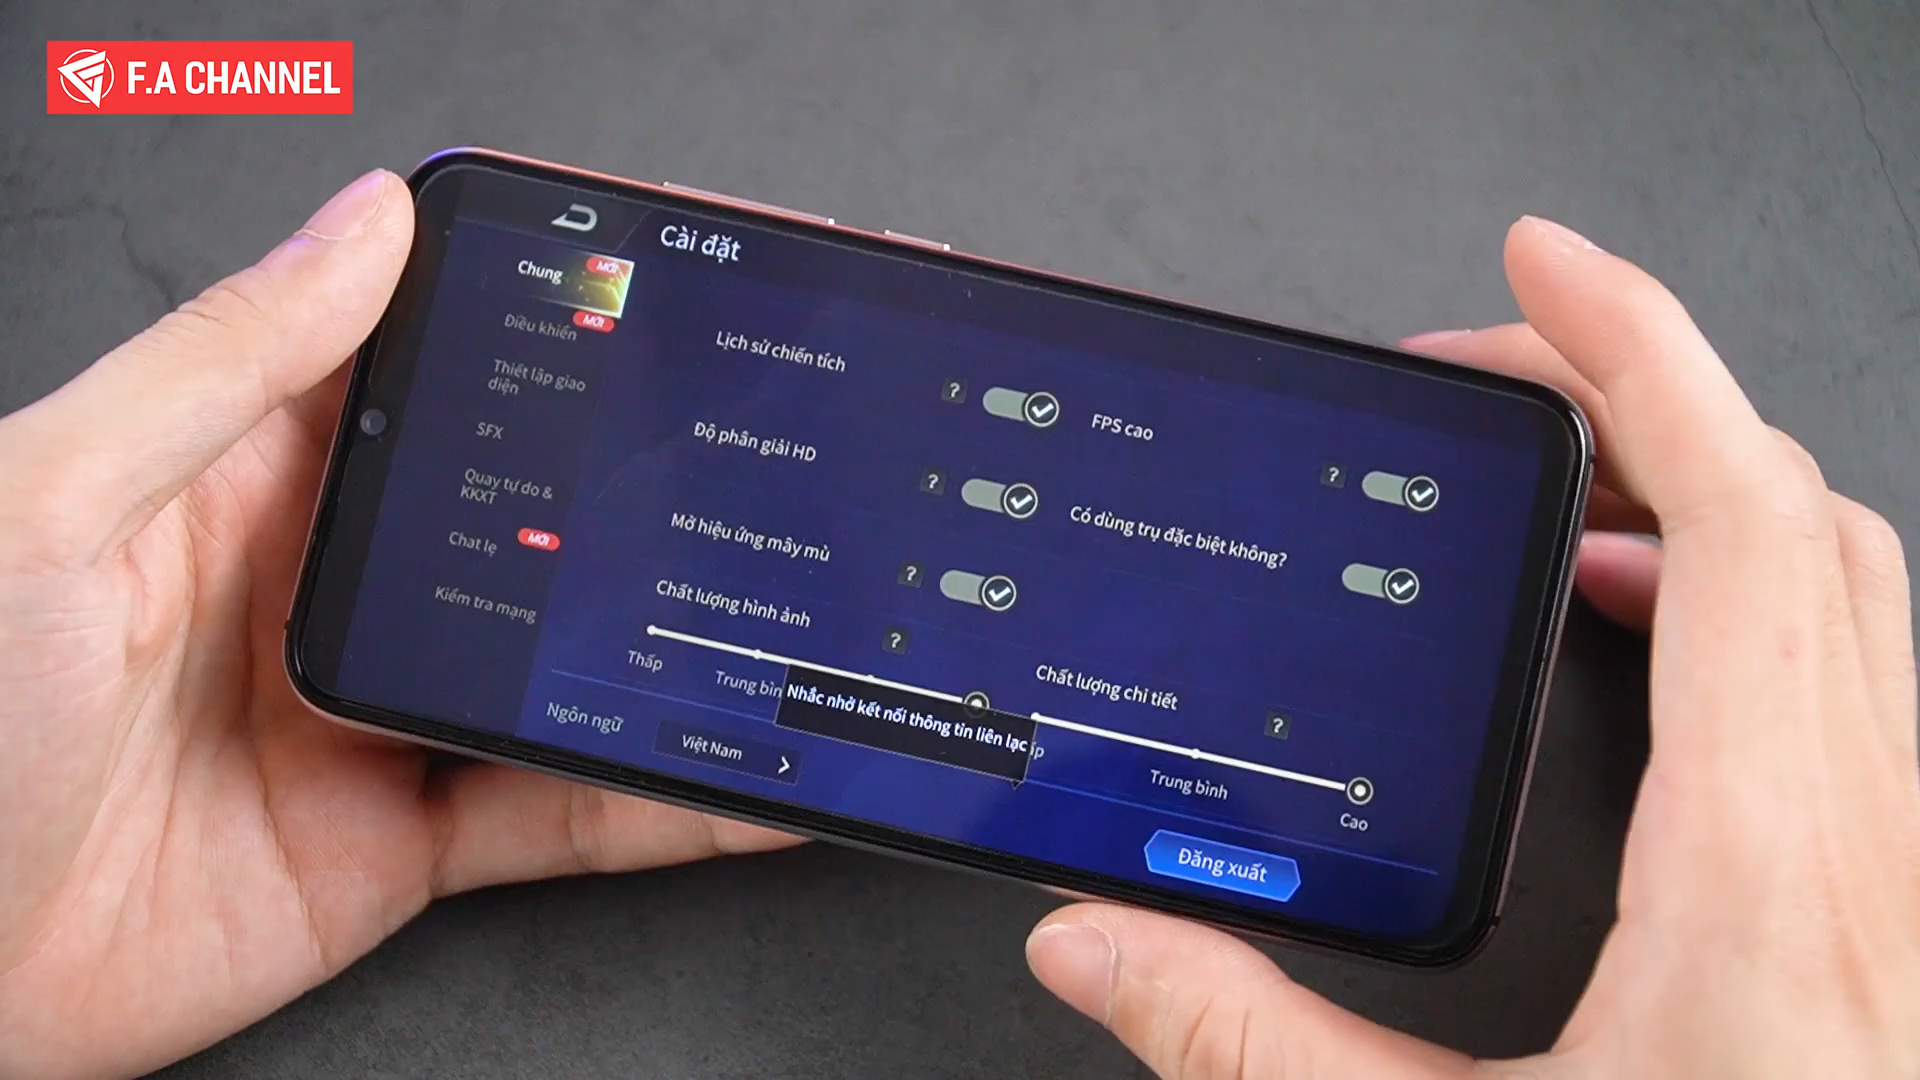 F.A CHANNEL
Cài đặt
Chung
MỚI
Điều khiển
MỚI
Thiết lập giao
diện
SFX
Quay tự do &
KKXT
Chat lẹ
MỚI
Kiểm tra mạng
Lịch sử chiến tích
?
FPS cao
?
Độ phân giải HD
?
Có dùng trụ đặc biệt không?
Mở hiệu ứng mây mù
?
Chất lượng hình ảnh
?
Thấp
Trung bìn
Nhắc nhở kết nối thông tin liên lạc
Chất lượng chi tiết
?
ấp
Trung bình
Cao
Ngôn ngữ
Việt Nam
Đăng xuất